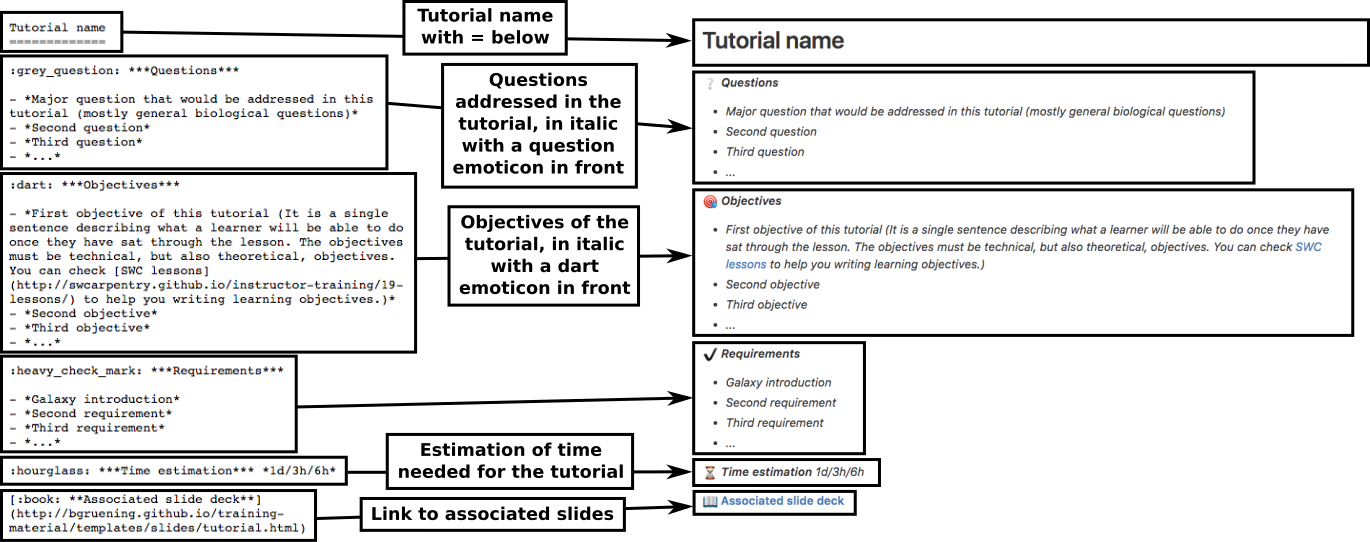 Tutorial name
=============
:grey_question: ***Questions***
- *Major question that would be addressed in this
tutorial (mostly general biological questions)*
- *Second question*
- *Third question*
- *...*
:dart: ***Objectives***
- *First objective of this tutorial (It is a single
sentence describing what a learner will be able to do
once they have sat through the lesson. The objectives
must be technical, but also theoretical, objectives.
You can check [SWC lessons]
(http://swcarpentry.github.io/instructor-training/19-
lessons/) to help you writing learning objectives.)*
- *Second objective*
- *Third objective*
- *...*
:heavy_check_mark: ***Requirements***
- *Galaxy introduction*
- *Second requirement*
- *Third requirement*
- *...*
:hourglass: ***Time estimation*** *1d/3h/6h*
[:book: **Associated slide deck**]
(http://bgruening.github.io/training-
material/templates/slides/tutorial.html)
Tutorial name
with = below
Questions
addressed in the
tutorial, in italic
with a question
emoticon in front
Objectives of the
tutorial, in italic
with a dart
emoticon in front
Estimation of time
needed for the tutorial
Link to associated slides
Tutorial name
❔ Questions
• Major question that would be addressed in this tutorial (mostly general biological questions)
• Second question
• Third question
• ...
🎯 Objectives
• First objective of this tutorial (It is a single sentence describing what a learner will be able to do once they have
sat through the lesson. The objectives must be technical, but also theoretical, objectives. You can check SWC
lessons to help you writing learning objectives.)
• Second objective
• Third objective
• ...
✔ Requirements
• Galaxy introduction
• Second requirement
• Third requirement
• ...
⏳ Time estimation 1d/3h/6h
📖 Associated slide deck